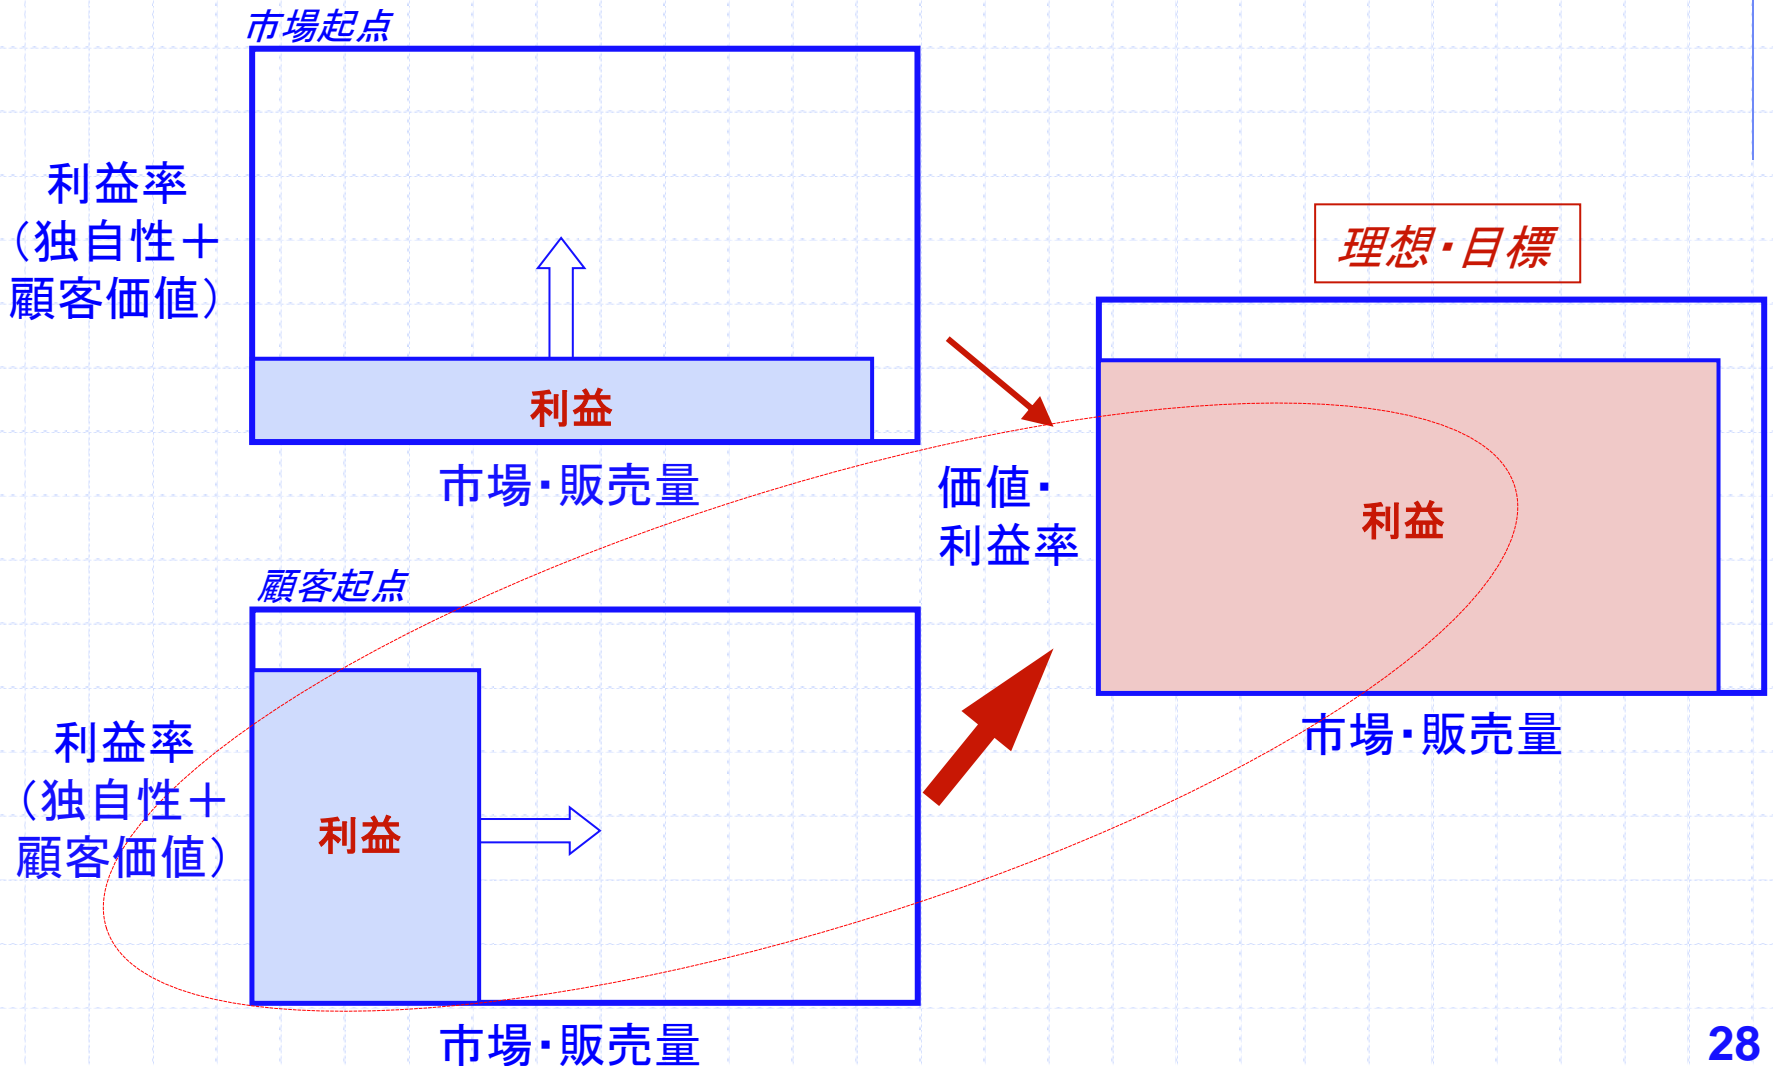 市場起点
利益率
（独自性＋
顧客価値）
利益
市場・販売量
顧客起点
利益率
（独自性＋
顧客価値）
利益
市場・販売量
理想・目標
価値・
利益率
利益
市場・販売量
28